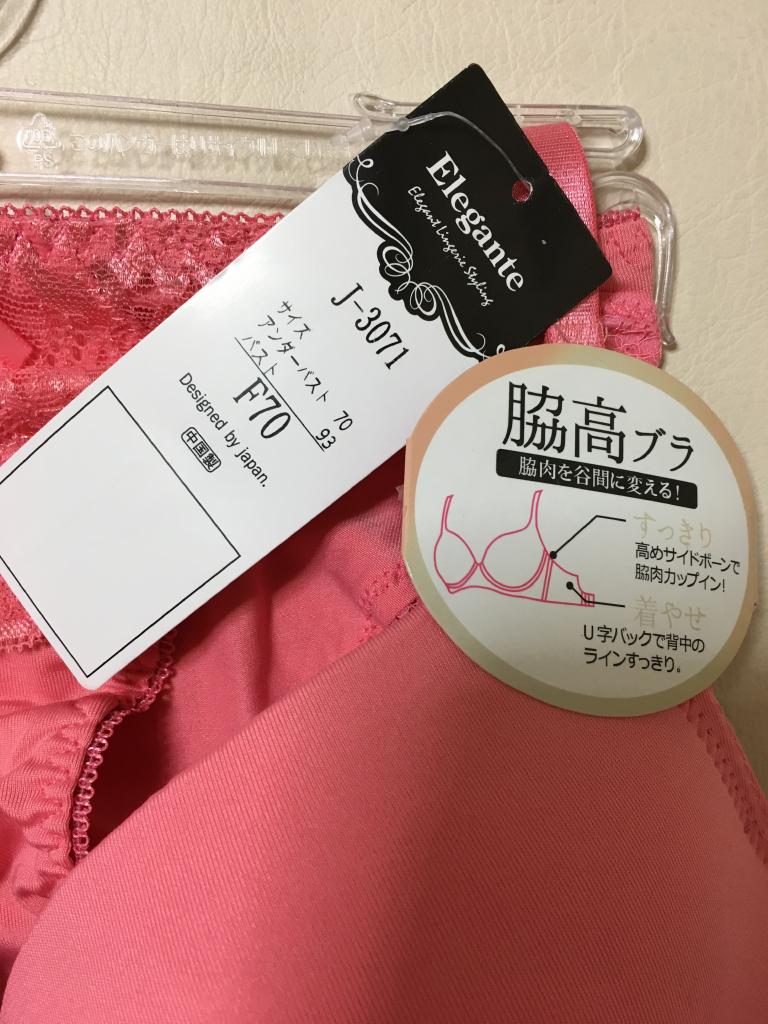 Elegante
Elegant Lingerie Styling
J-3071
サイズ
アンダーバスト 70
バスト 93
F70
Designed by japan.
中国製
脇高ブラ
脇肉を谷間に変える!
すっきり
高めサイドボーンで
脇肉カップイン!
着やせ
U字バックで背中の
ラインすっきり。